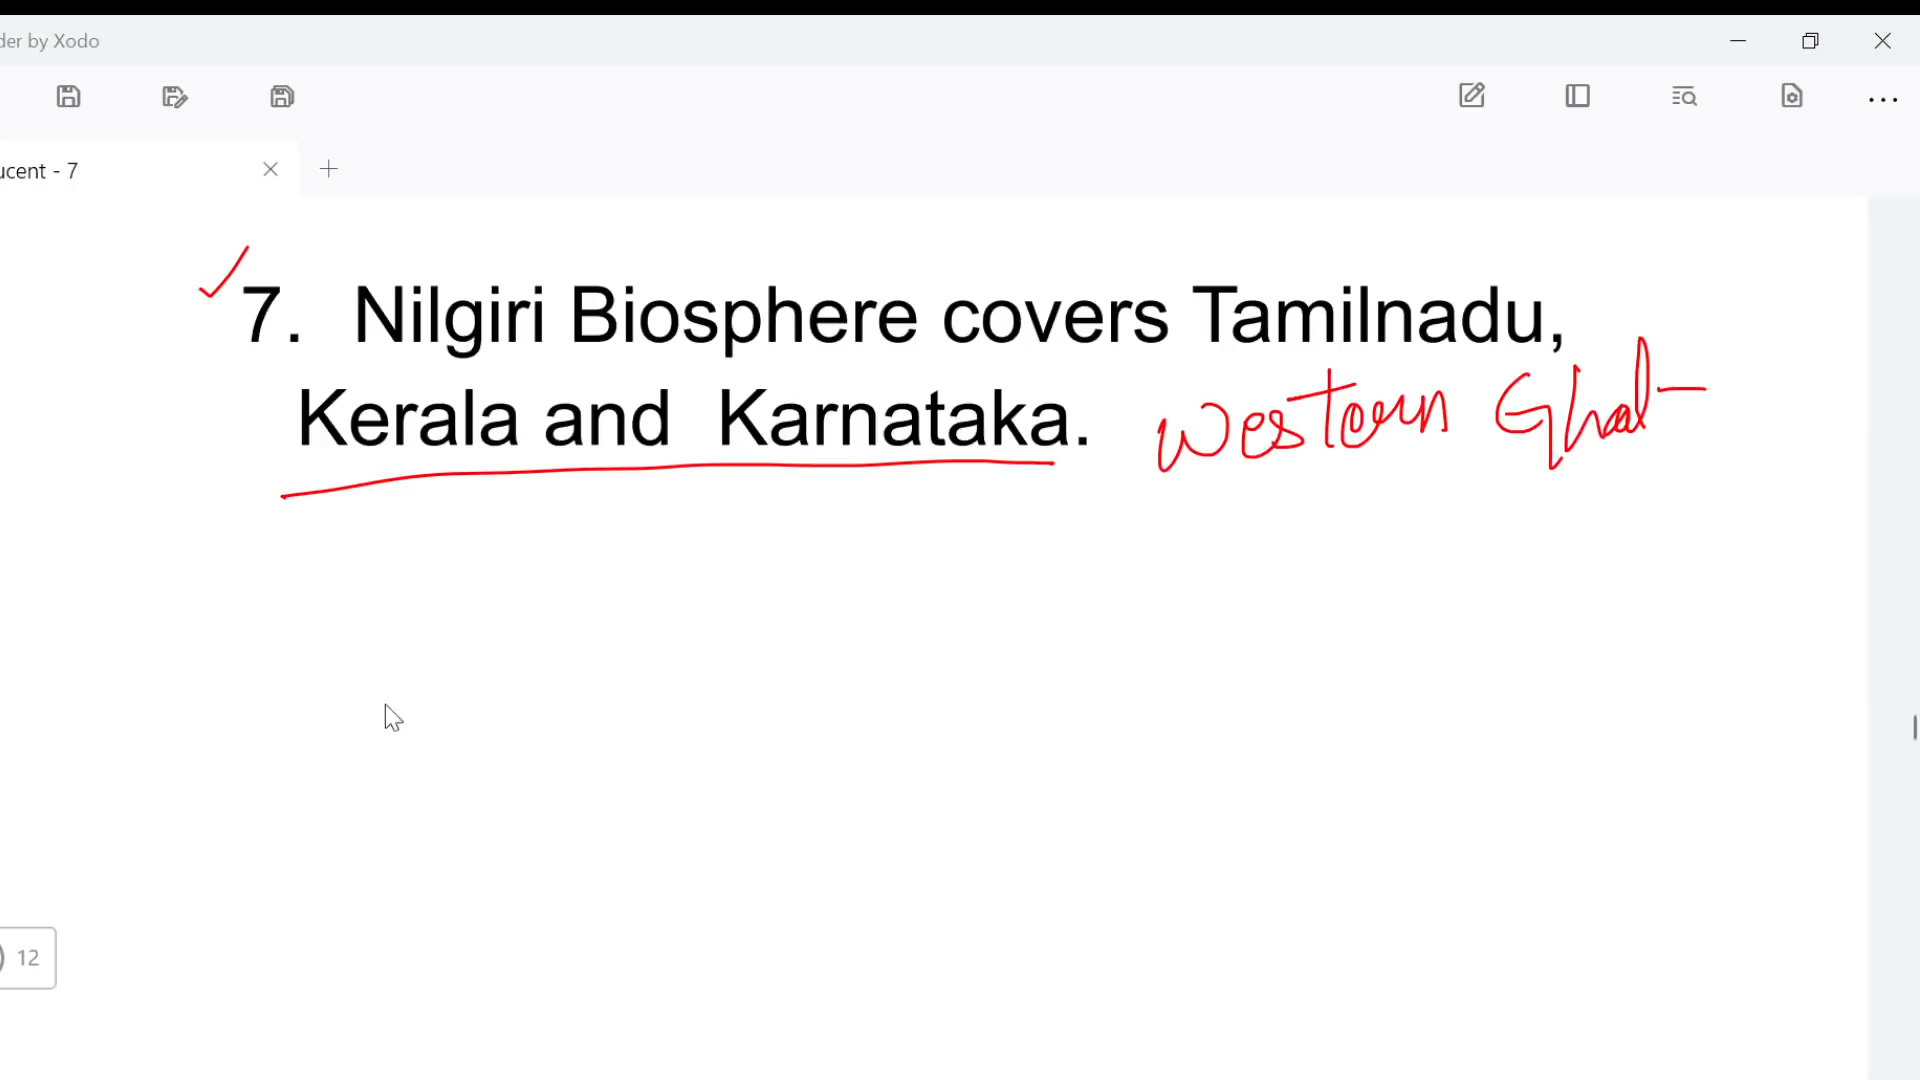 der by Xodo
ucent - 7
7. Nilgiri Biosphere covers Tamilnadu,
Kerala and Karnataka. Western Ghat
12